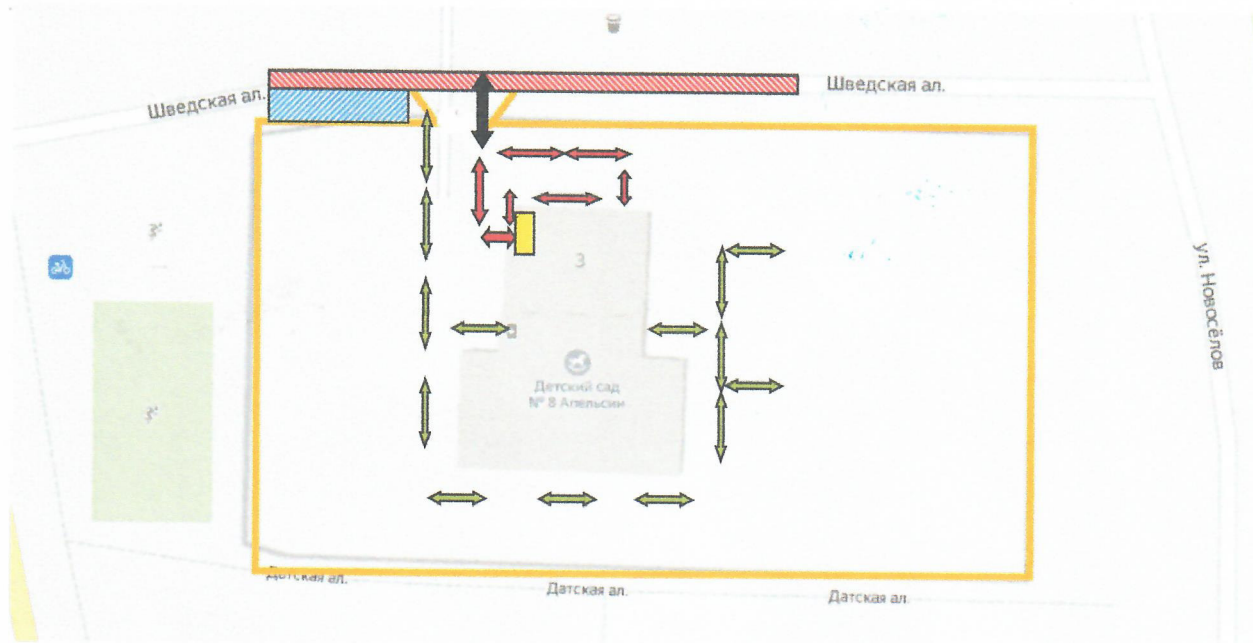 Шведская ал.
Шведская ал.
ул. Новосёлов
3
Детский сад
№ 8 Апельсин
Датская ал.
Датская ал.
Датская ал.